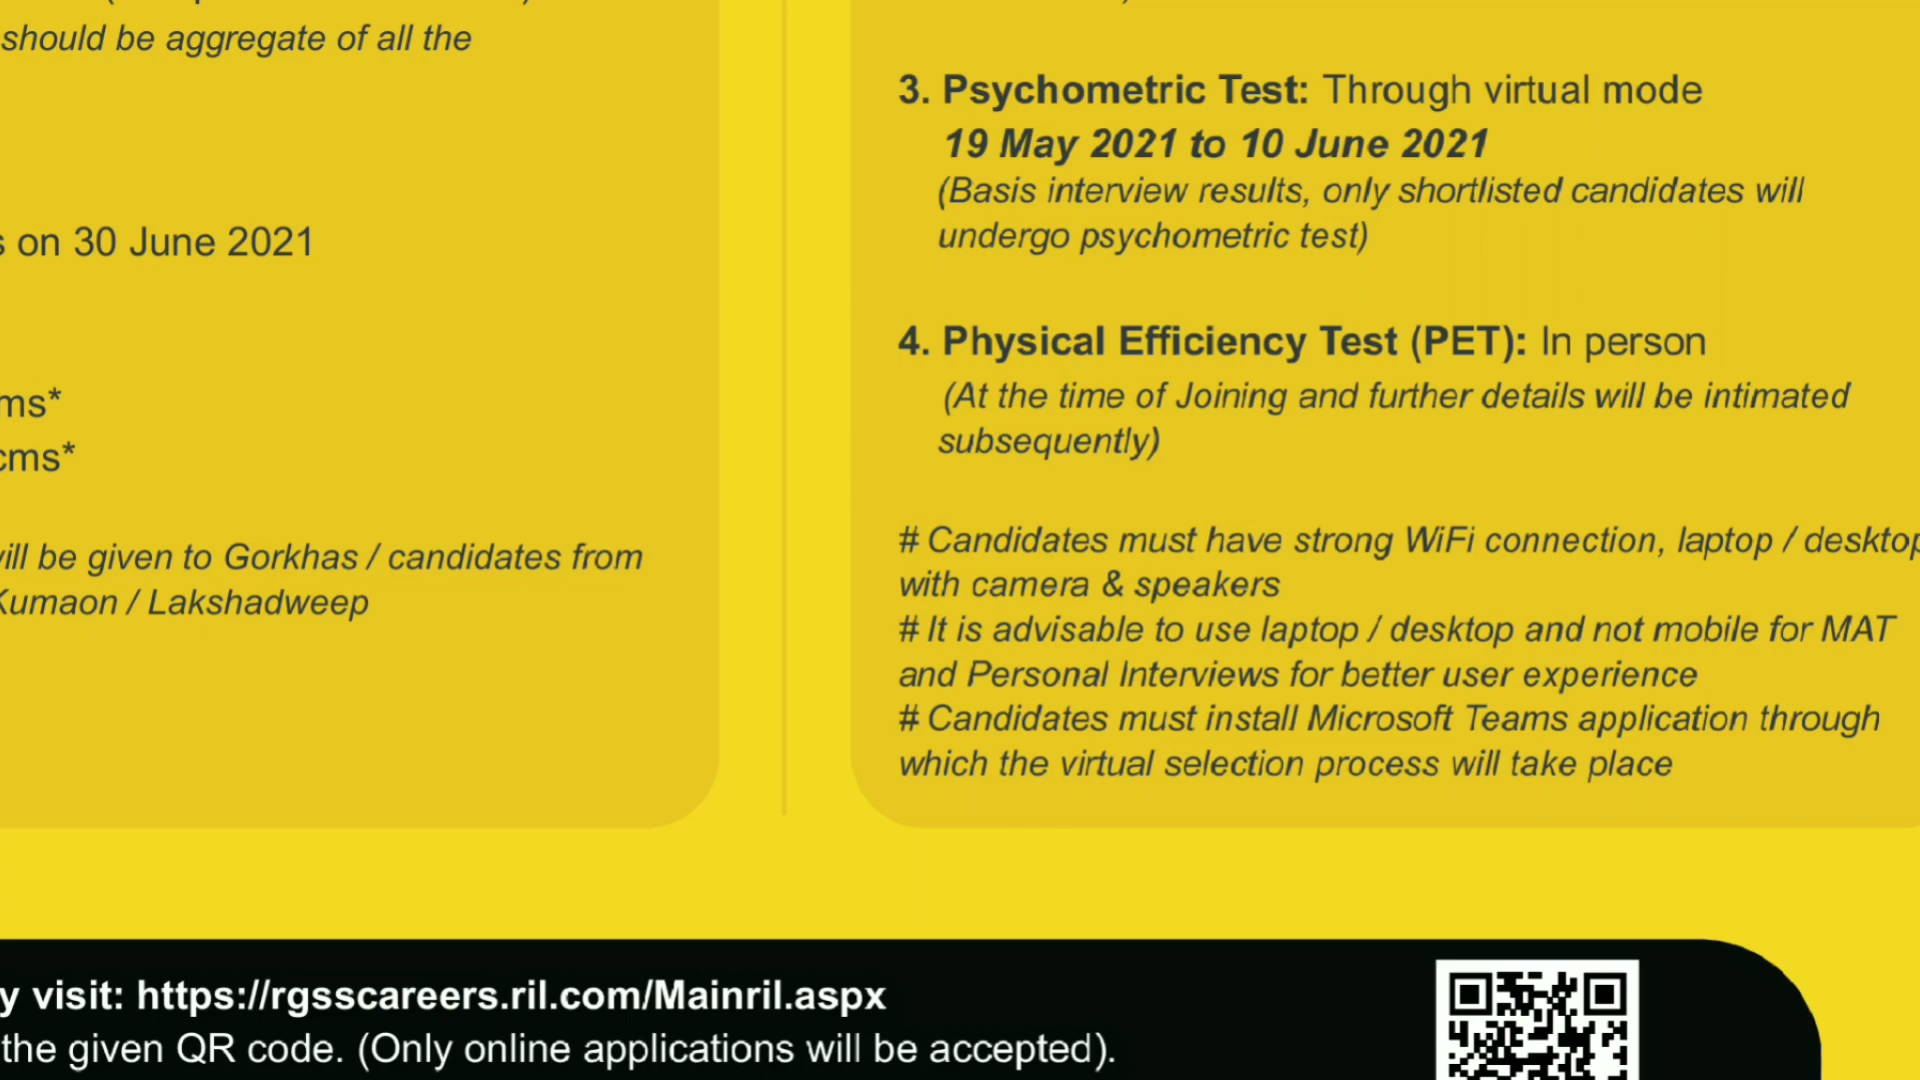 should be aggregate of all the
on 30 June 2021
be given to Gorkhas / candidates from
Kumaon / Lakshadweep
3. Psychometric Test: Through virtual mode
19 May 2021 to 10 June 2021
(Basis interview results, only shortlisted candidates will
undergo psychometric test)
4. Physical Efficiency Test (PET): In person
(At the time of Joining and further details will be intimated
subsequently)
# Candidates must have strong WiFi connection, laptop / desktop
with camera & speakers
# It is advisable to use laptop / desktop and not mobile for MAT
and Personal Interviews for better user experience
# Candidates must install Microsoft Teams application through
which the virtual selection process will take place
visit: https://rgsscareers.ril.com/Mainril.aspx
the given QR code. (Only online applications will be accepted).